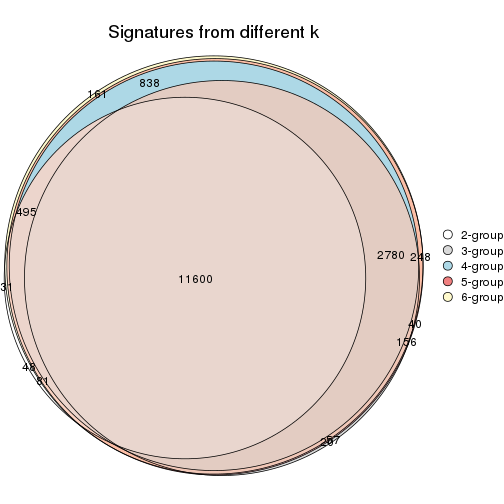 Signatures from different k
838
161
495
2780
248
11600
31
40
156
48
81
57
2-group
3-group
4-group
5-group
6-group